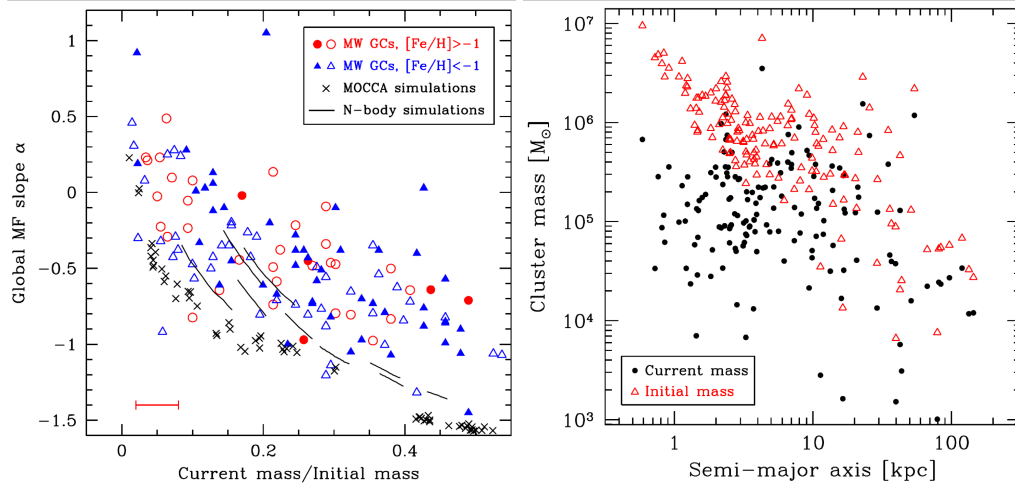 1
0.5
0
−0.5
−1
−1.5
Global MF slope α
MW GCs, [Fe/H]>−1
MW GCs, [Fe/H]<−1
MOCCA simulations
N-body simulations
0
0.2
0.4
Current mass/Initial mass
10⁷
10⁶
10⁵
10⁴
10³
Cluster mass [M☉]
Current mass
Initial mass
1
10
100
Semi-major axis [kpc]